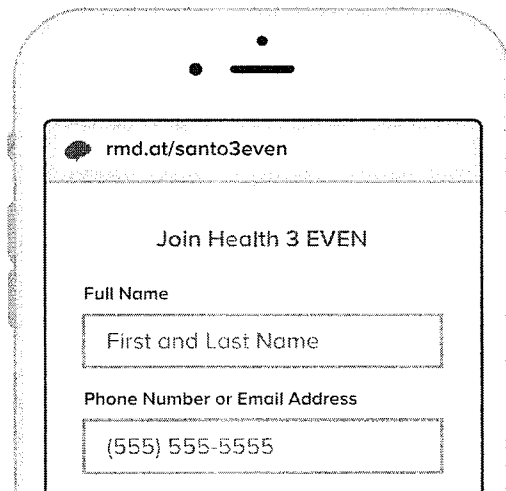 rmd.at/santo3even
Join Health 3 EVEN
Full Name
First and Last Name
Phone Number or Email Address
(555) 555-5555